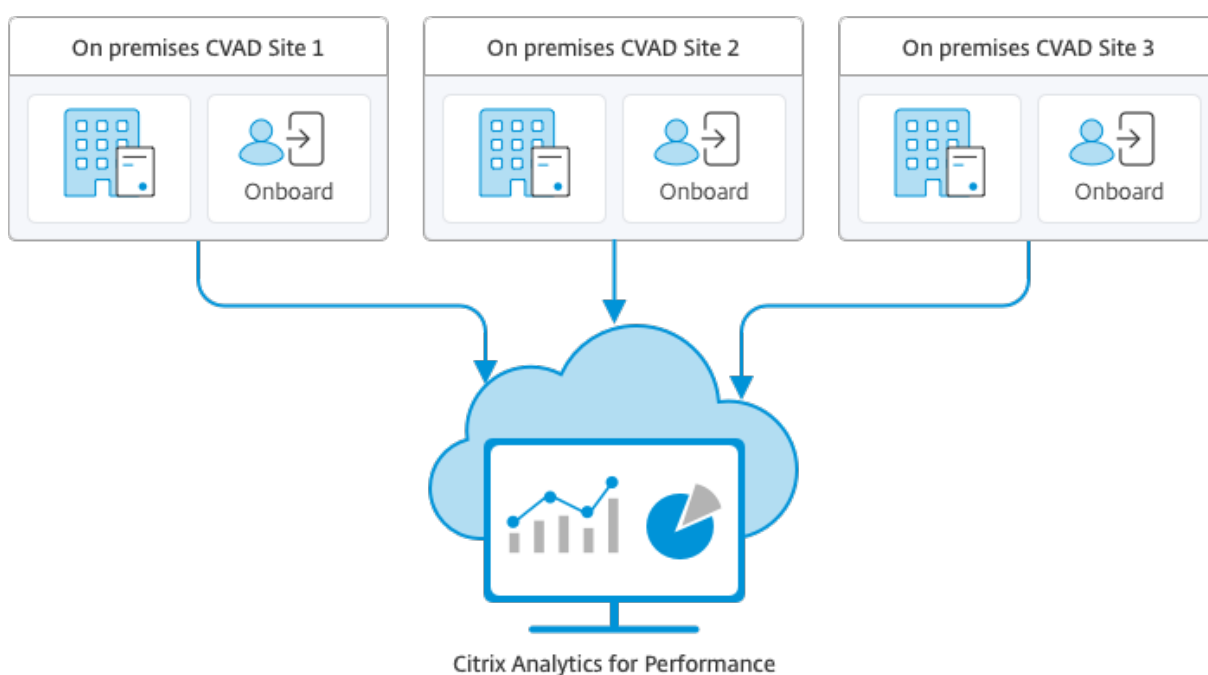 On premises CVAD Site 1
On premises CVAD Site 2
On premises CVAD Site 3
Onboard
Onboard
Onboard
Citrix Analytics for Performance